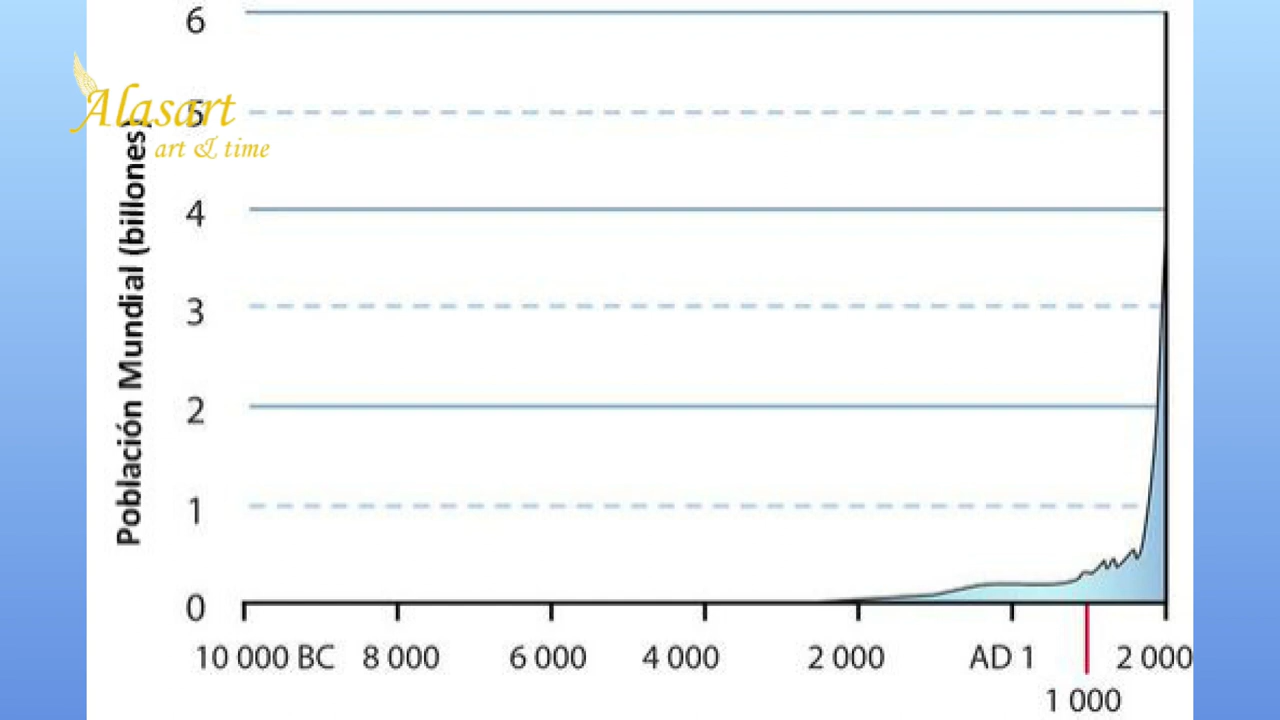 6
Alasart
5
art & time
Población Mundial (billones)
4
3
2
1
0
10 000 BC 8 000 6 000 4 000 2 000 AD 1 2 000
1 000